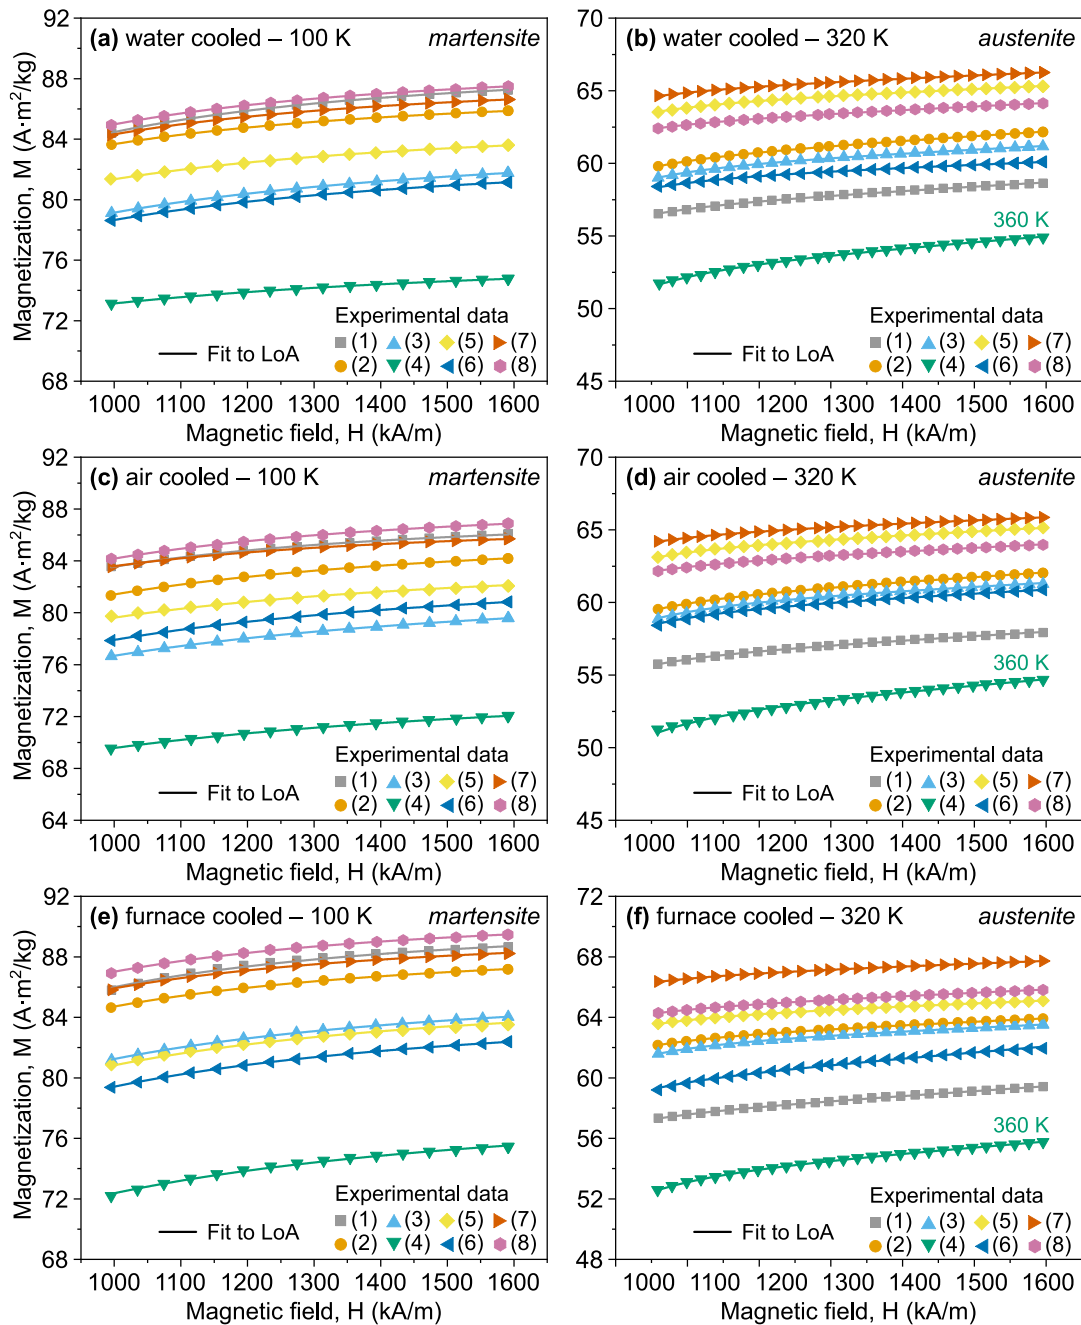 (a) water cooled – 100 K martensite
Magnetization, M (A·m²/kg)
92
88
84
80
76
72
68
Experimental data
Fit to LoA
(1) (3) (5) (7)
(2) (4) (6) (8)
1000 1100 1200 1300 1400 1500 1600
Magnetic field, H (kA/m)
(b) water cooled – 320 K austenite
70
65
60
55
50
45
360 K
Experimental data
Fit to LoA
(1) (3) (5) (7)
(2) (4) (6) (8)
1000 1100 1200 1300 1400 1500 1600
Magnetic field, H (kA/m)
(c) air cooled – 100 K martensite
Magnetization, M (A·m²/kg)
92
88
84
80
76
72
68
64
Experimental data
Fit to LoA
(1) (3) (5) (7)
(2) (4) (6) (8)
1000 1100 1200 1300 1400 1500 1600
Magnetic field, H (kA/m)
(d) air cooled – 320 K austenite
70
65
60
55
50
45
360 K
Experimental data
Fit to LoA
(1) (3) (5) (7)
(2) (4) (6) (8)
1000 1100 1200 1300 1400 1500 1600
Magnetic field, H (kA/m)
(e) furnace cooled – 100 K martensite
Magnetization, M (A·m²/kg)
92
88
84
80
76
72
68
Experimental data
Fit to LoA
(1) (3) (5) (7)
(2) (4) (6) (8)
1000 1100 1200 1300 1400 1500 1600
Magnetic field, H (kA/m)
(f) furnace cooled – 320 K austenite
72
68
64
60
56
52
48
360 K
Experimental data
Fit to LoA
(1) (3) (5) (7)
(2) (4) (6) (8)
1000 1100 1200 1300 1400 1500 1600
Magnetic field, H (kA/m)